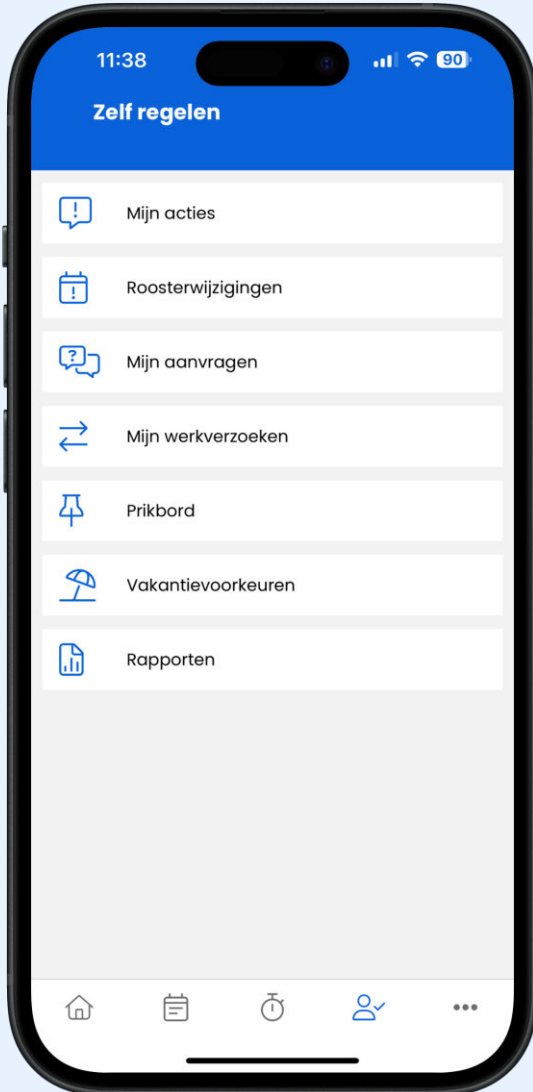 11:38
90
Zelf regelen
Mijn acties
Roosterwijzigingen
Mijn aanvragen
Mijn werkverzoeken
Prikbord
Vakantievoorkeuren
Rapporten